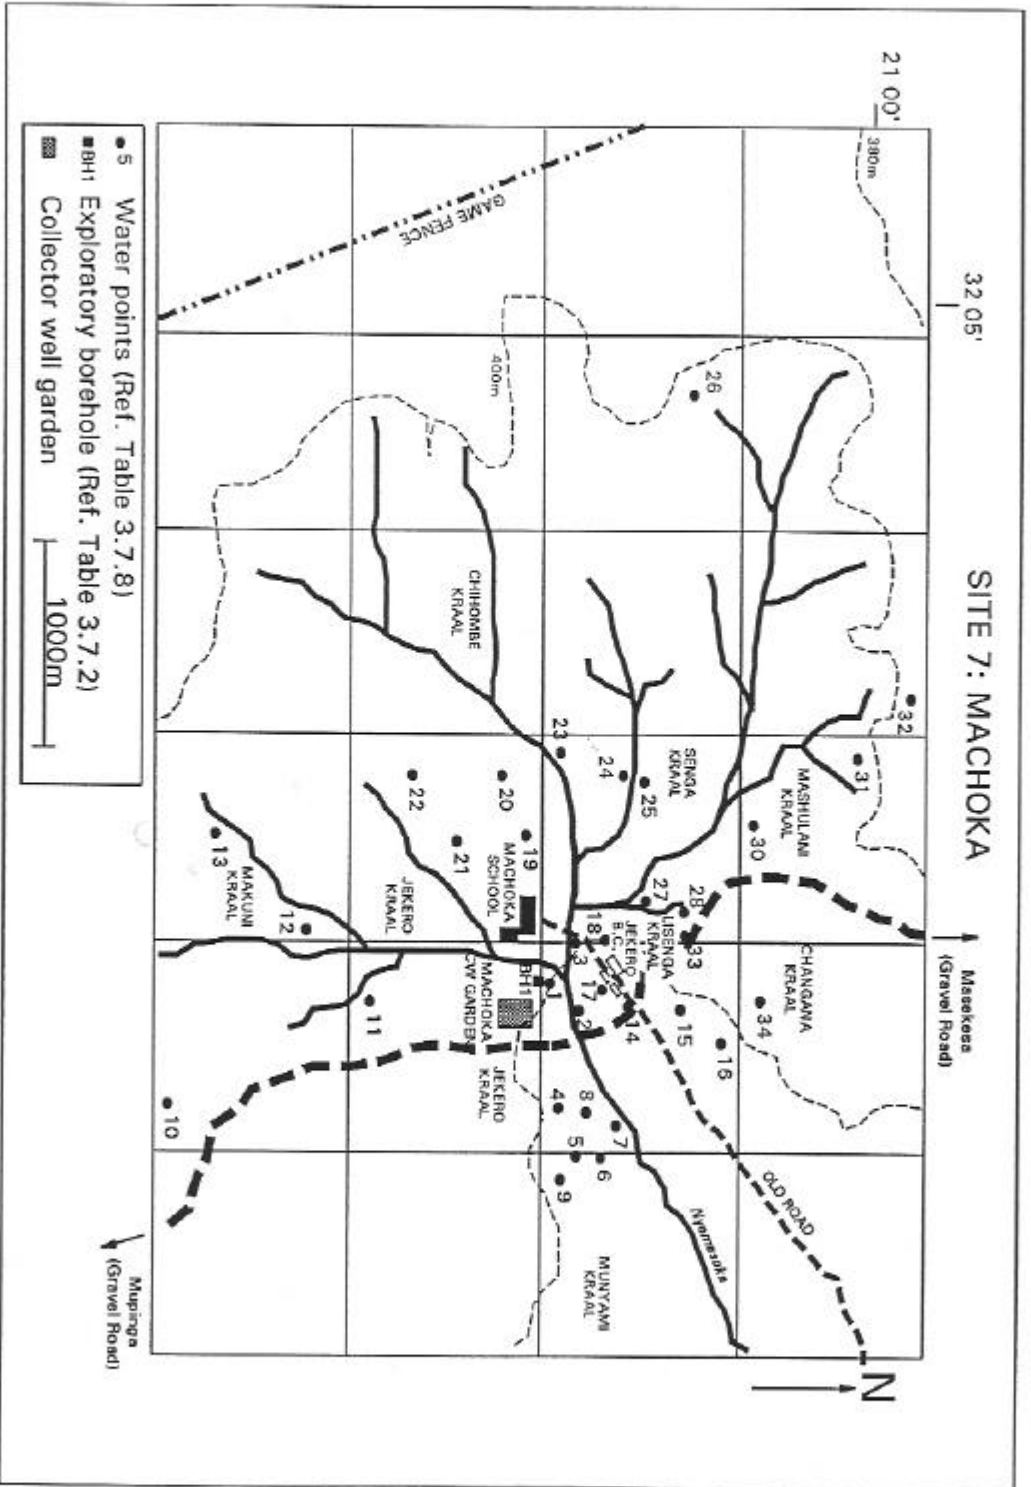 SITE 7: MACHOKA
21 00'
32 05'
380m
400m
GAME FENCE
Masekesa
(Gravel Road)
N
26
32
31
MASHULANI
KRAAL
30
CHANGANA
KRAAL
34
28
33
27
LISENGA
KRAAL
SENGA
KRAAL
25
24
23
CHIHOMBE
KRAAL
15
16
14
JEKERO
B.C.
18
17
3
2
1
BH1
19
MACHOKA
SCHOOL
20
21
22
MACHOKA
CW GARDEN
JEKERO
KRAAL
JEKERO
KRAAL
MAKUNI
KRAAL
13
12
11
10
4
8
7
5
6
9
OLD ROAD
Nyamasaka
MUNYAMI
KRAAL
Mupinga
(Gravel Road)
5 Water points (Ref. Table 3.7.8)
BH1 Exploratory borehole (Ref. Table 3.7.2)
Collector well garden
1000m